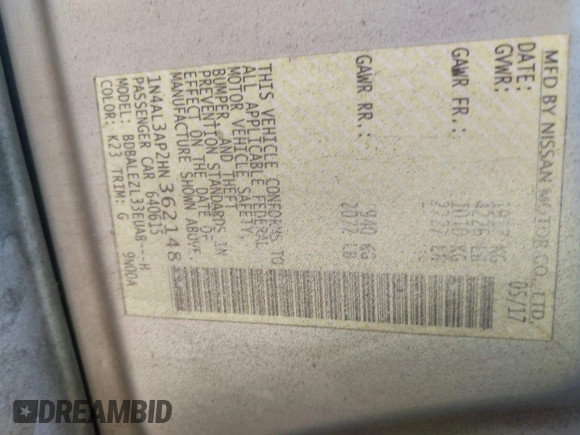 MFD BY NISSAN MOTOR CO., LTD.
DATE: 05/17
GVWR:
GAWR FR.:
GAWR RR.: 940 KG
2072 LB
THIS VEHICLE CONFORMS TO
ALL APPLICABLE FEDERAL
MOTOR VEHICLE SAFETY,
BUMPER, AND THEFT
PREVENTION STANDARDS IN
EFFECT ON THE DATE OF
MANUFACTURE SHOWN ABOVE.
1N4AL3AP2HN362148
PASSENGER CAR 640615
MODEL: BDBALEZL33EUA8---H
COLOR: K23 TRIM: G 9N00A
DREAMBID